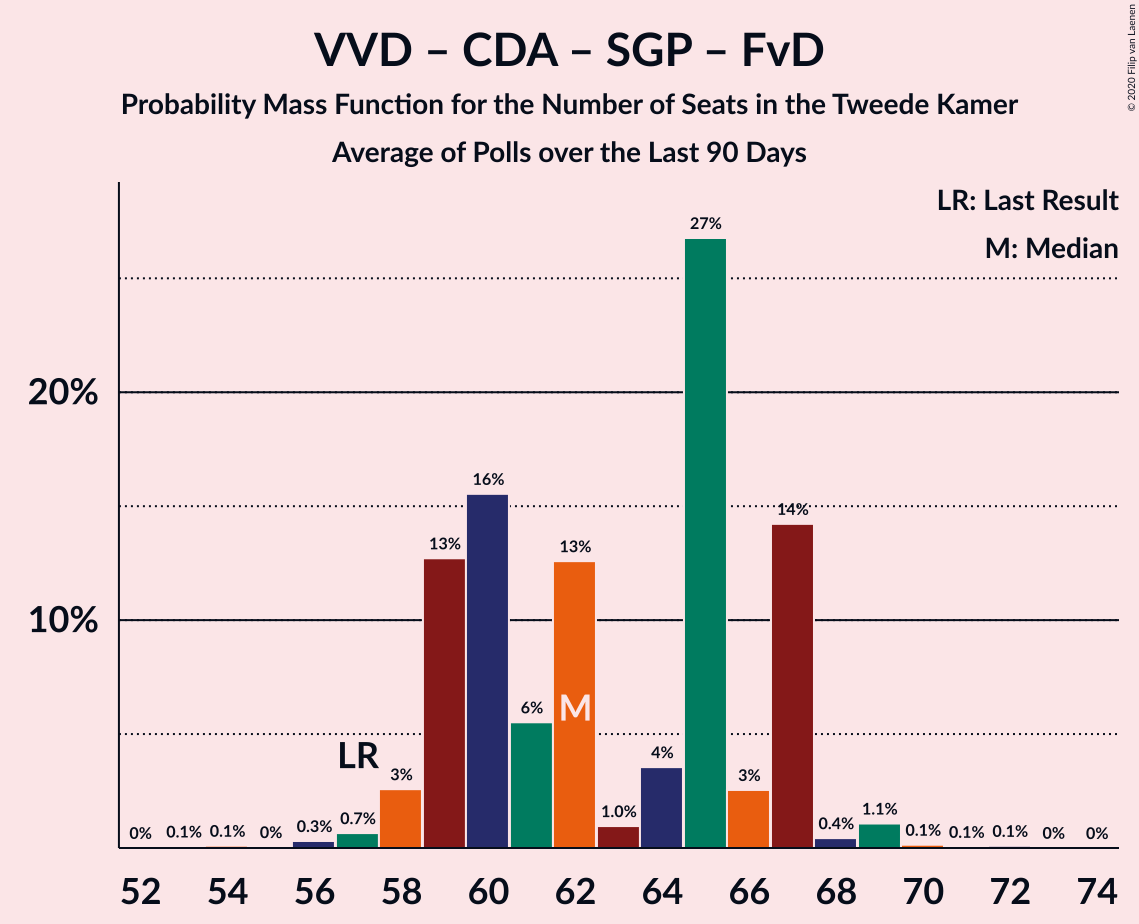 VVD – CDA – SGP – FvD
Probability Mass Function for the Number of Seats in the Tweede Kamer
Average of Polls over the Last 90 Days
© 2020 Filip van Laenen
LR: Last Result
M: Median
27%
20%
16%
14%
13%
13%
10%
6%
M
LR
4%
3%
3%
1.0%
1.1%
0% 0.1% 0.1% 0% 0.3% 0.7% 0.4% 0.1% 0.1% 0.1% 0% 0%
52 54 56 58 60 62 64 66 68 70 72 74